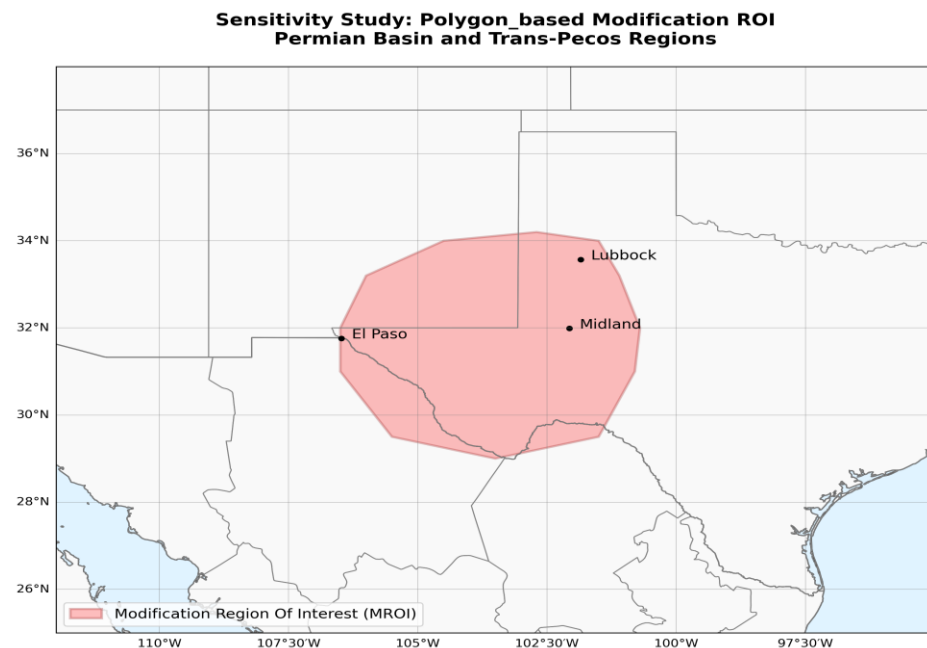 Sensitivity Study: Polygon_based Modification ROI
Permian Basin and Trans-Pecos Regions
36°N
34°N
Lubbock
32°N
El Paso
Midland
30°N
28°N
26°N
Modification Region Of Interest (MROI)
110°W
107°30'W
105°W
102°30'W
100°W
97°30'W